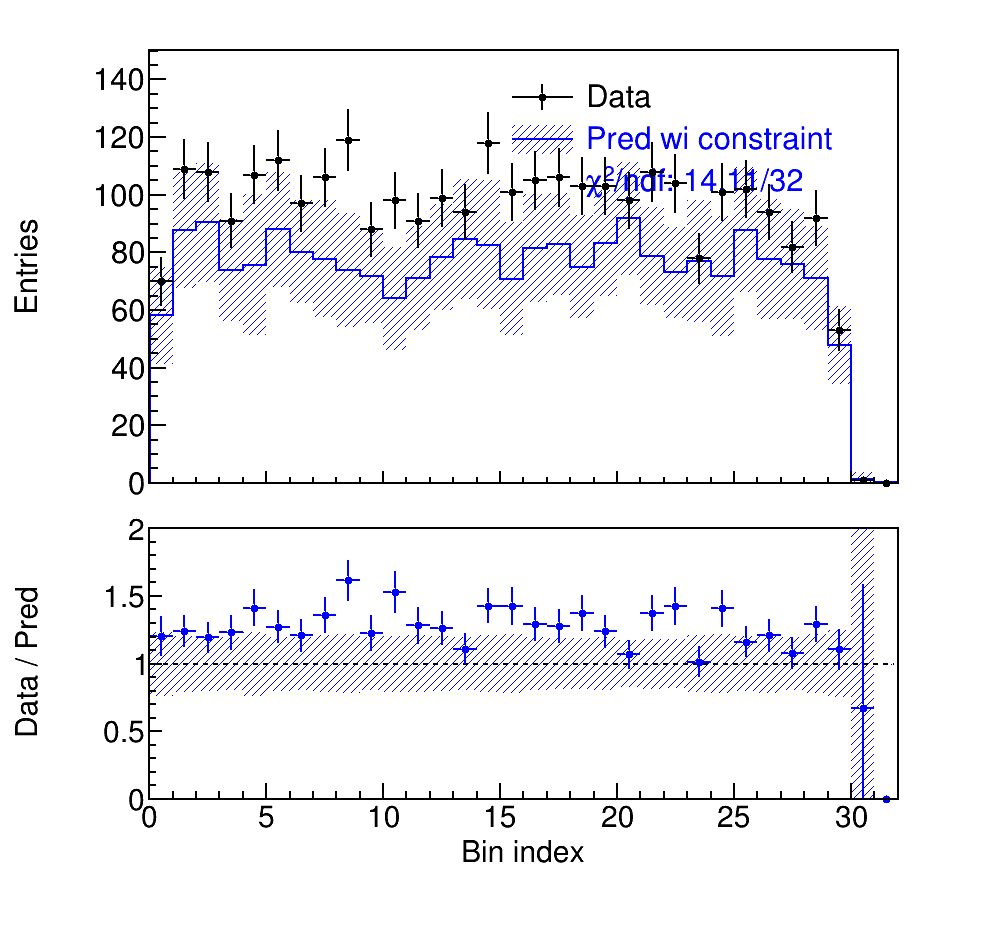 Entries
140
120
100
80
60
40
20
0
Data
Pred wi constraint
χ²/ndf: 14.11/32
Data / Pred
2
1.5
1
0.5
0
0 5 10 15 20 25 30
Bin index